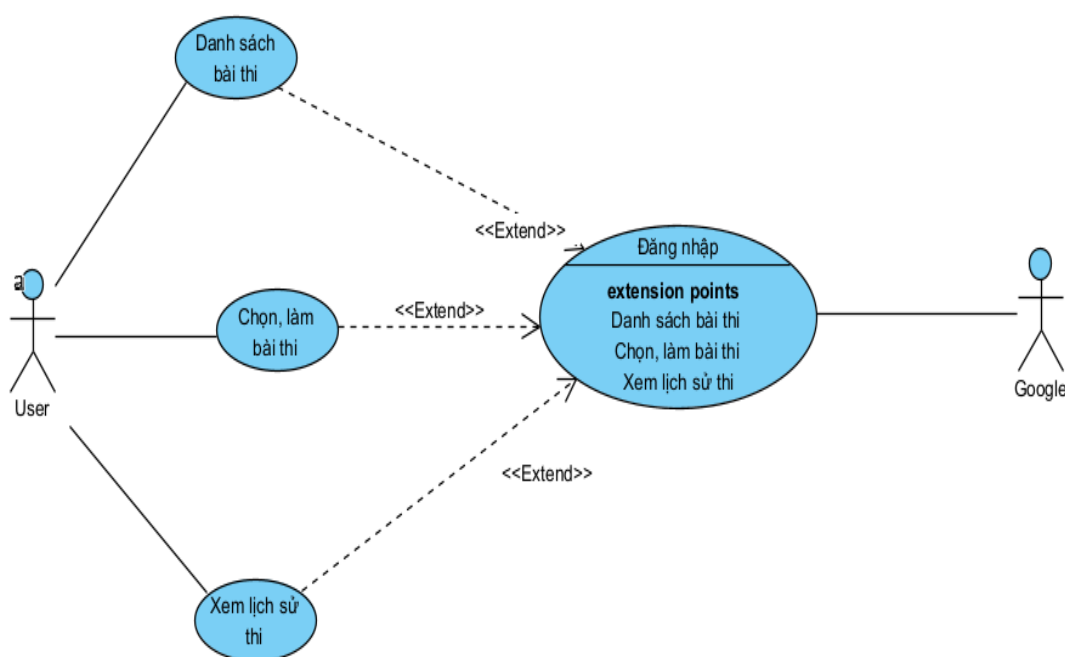 Danh sách
bài thi
<<Extend>>
Đăng nhập
extension points
Danh sách bài thi
Chọn, làm bài thi
Xem lịch sử thi
a
User
Chọn, làm
bài thi
<<Extend>>
Google
<<Extend>>
Xem lịch sử
thi